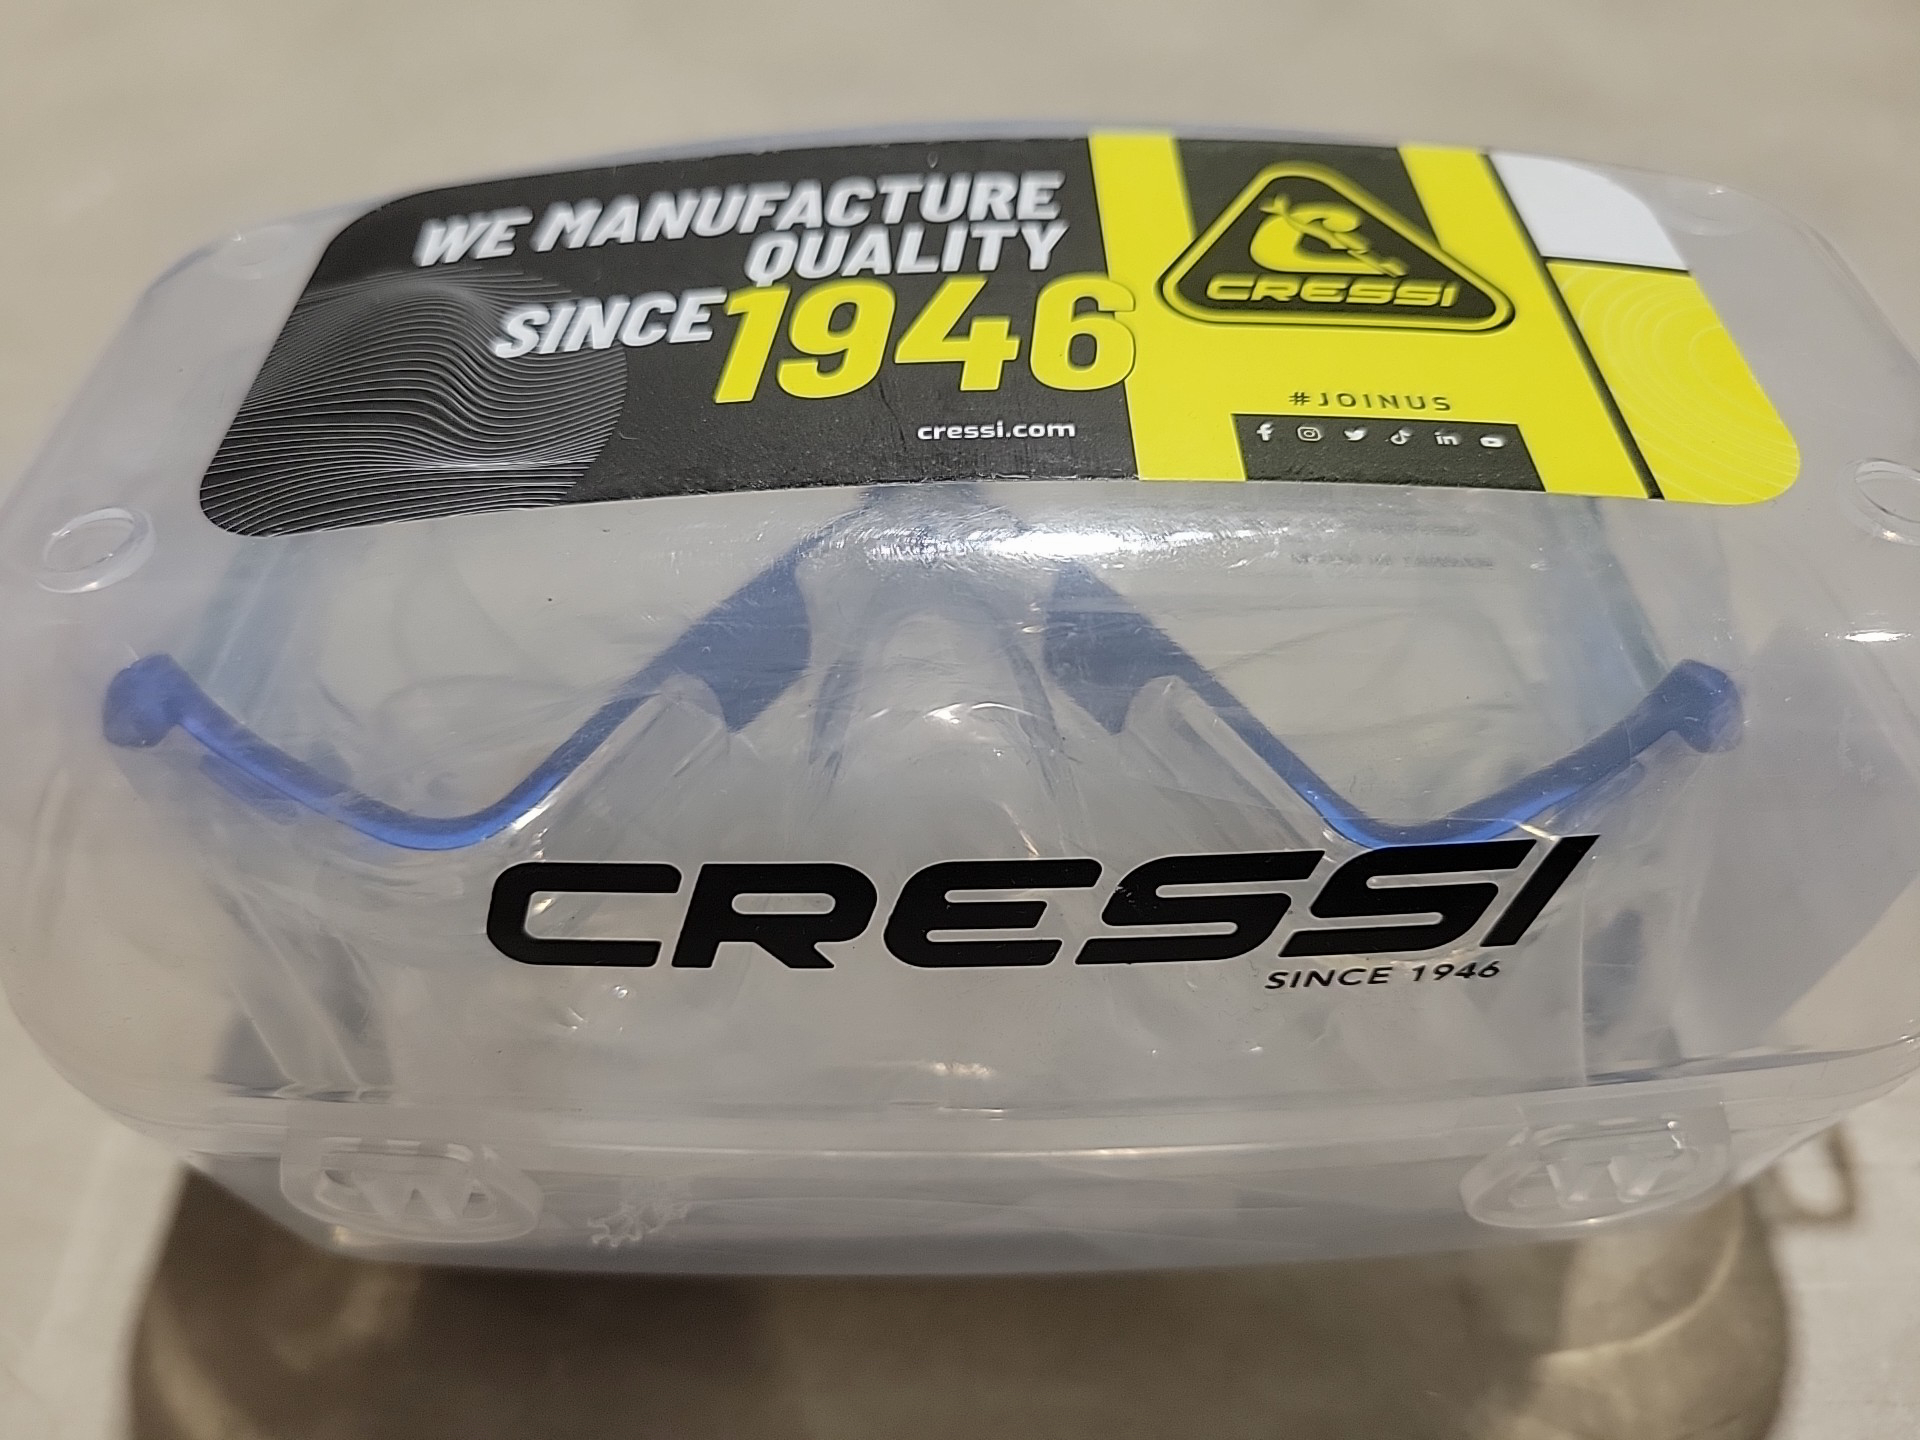 WE MANUFACTURE
QUALITY
SINCE 1946
cressi.com
CRESSI
#JOINUS
CRESSI
SINCE 1946